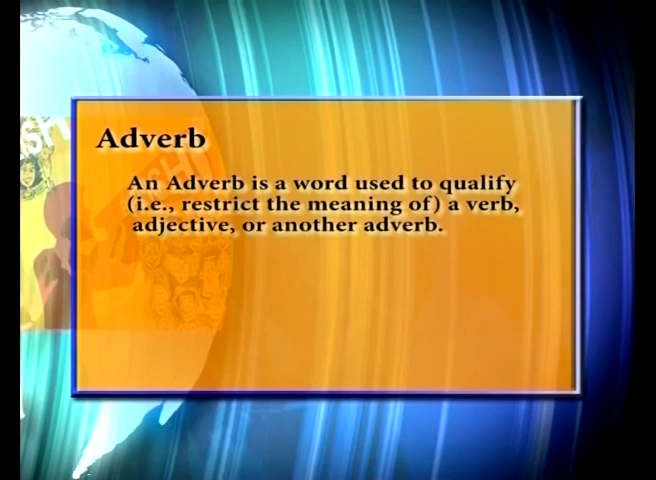 Adverb
An Adverb is a word used to qualify
(i.e., restrict the meaning of) a verb,
adjective, or another adverb.